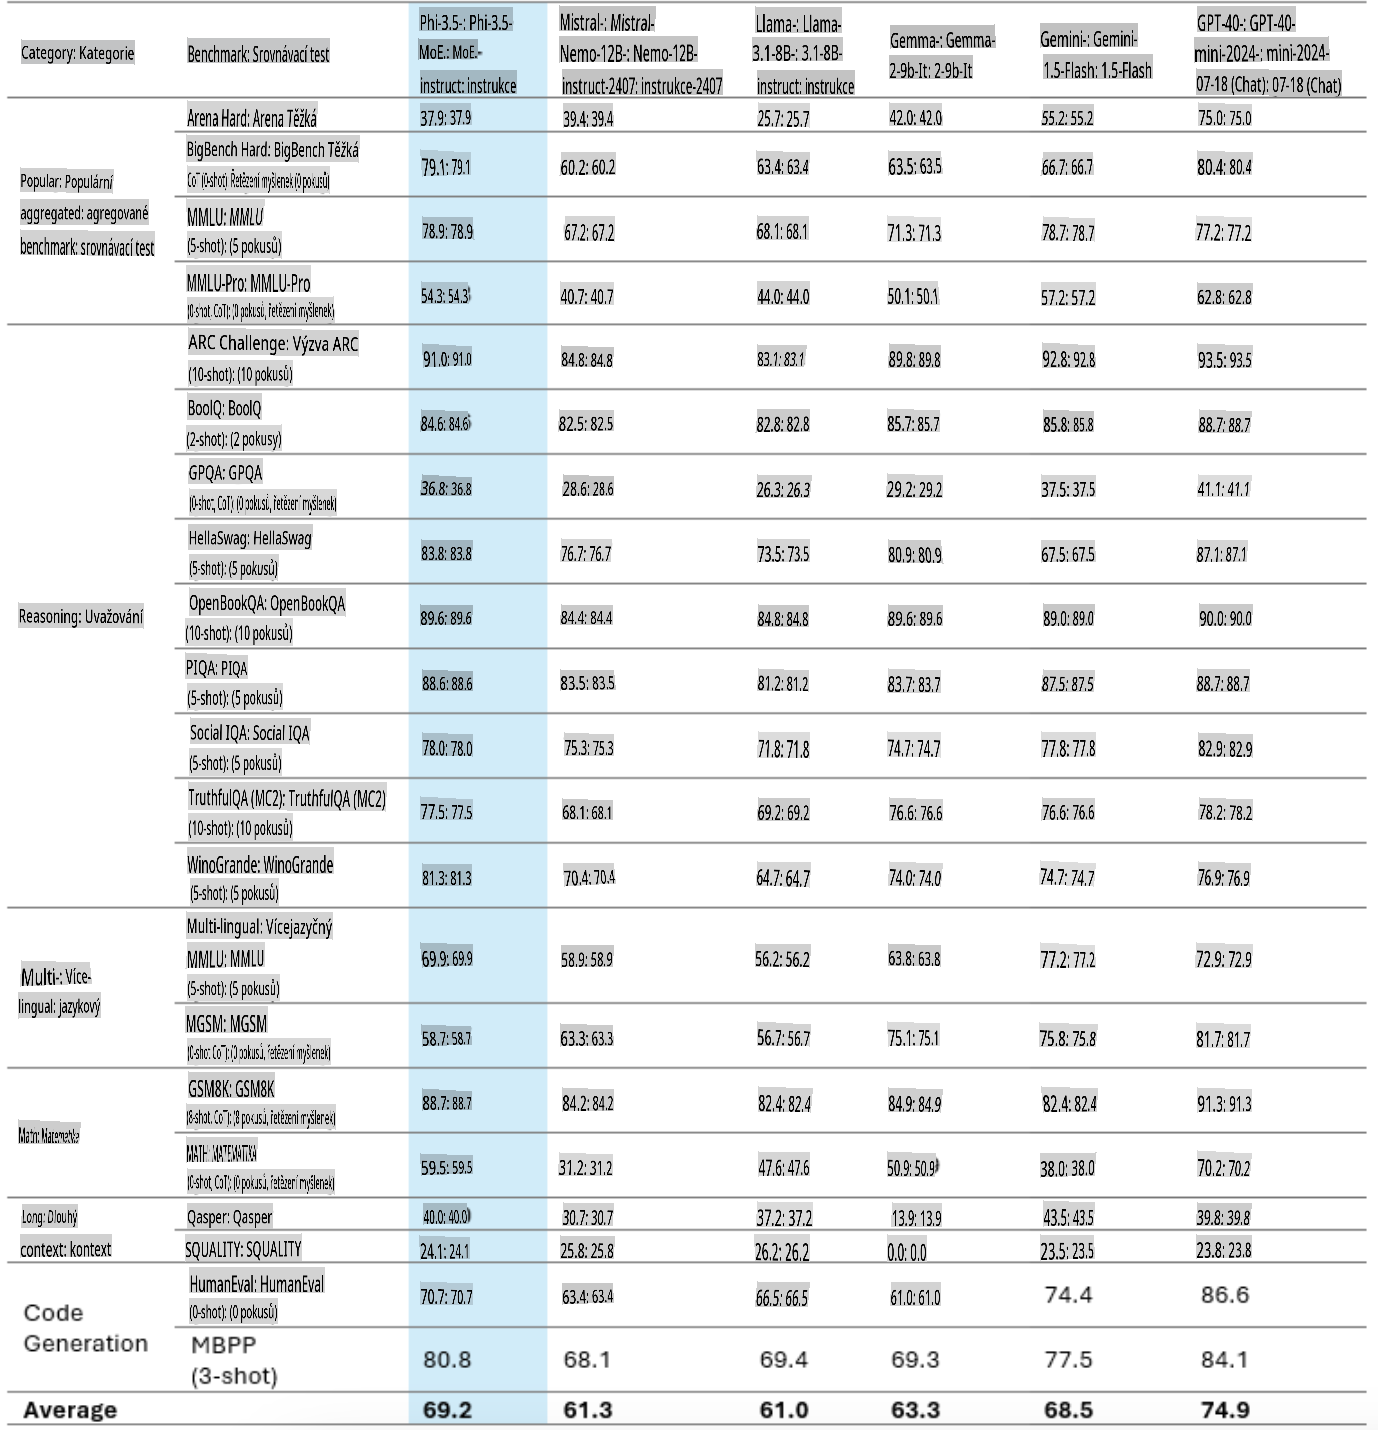 Category: Kategorie
Benchmark: Srovnávací test
Phi-3.5-: Phi-3.5-
MoE.: MoE.-
instruct: instrukce
Mistral-: Mistral-
Nemo-12B-: Nemo-12B-
instruct-2407: instrukce-2407
Llama-: Llama-
3.1-8B-: 3.1-8B-
instruct: instrukce
Gemma-: Gemma-
2-9b-It: 2-9b-It
Gemini-: Gemini-
1.5-Flash: 1.5-Flash
GPT-40-: GPT-40-
mini-2024-: mini-2024-
07-18 (Chat): 07-18 (Chat)
Popular: Populární
aggregated: agregované
benchmark: srovnávací test
Arena Hard: Arena Těžká
37.9: 37.9
39.4: 39.4
25.7: 25.7
42.0: 42.0
55.2: 55.2
75.0: 75.0
BigBench Hard: BigBench Těžká
CoT (0-shot): Řetězení myšlenek (0 pokusů)
79.1: 79.1
60.2: 60.2
63.4: 63.4
63.5: 63.5
66.7: 66.7
80.4: 80.4
MMLU: MMLU
(5-shot): (5 pokusů)
78.9: 78.9
67.2: 67.2
68.1: 68.1
71.3: 71.3
78.7: 78.7
77.2: 77.2
MMLU-Pro: MMLU-Pro
(0-shot, CoT): (0 pokusů, řetězení myšlenek)
54.3: 54.3
40.7: 40.7
44.0: 44.0
50.1: 50.1
57.2: 57.2
62.8: 62.8
Reasoning: Uvažování
ARC Challenge: Výzva ARC
(10-shot): (10 pokusů)
91.0: 91.0
84.8: 84.8
83.1: 83.1
89.8: 89.8
92.8: 92.8
93.5: 93.5
BoolQ: BoolQ
(2-shot): (2 pokusy)
84.6: 84.6
82.5: 82.5
82.8: 82.8
85.7: 85.7
85.8: 85.8
88.7: 88.7
GPQA: GPQA
(0-shot, CoT): (0 pokusů, řetězení myšlenek)
36.8: 36.8
28.6: 28.6
26.3: 26.3
29.2: 29.2
37.5: 37.5
41.1: 41.1
HellaSwag: HellaSwag
(5-shot): (5 pokusů)
83.8: 83.8
76.7: 76.7
73.5: 73.5
80.9: 80.9
67.5: 67.5
87.1: 87.1
OpenBookQA: OpenBookQA
(10-shot): (10 pokusů)
89.6: 89.6
84.4: 84.4
84.8: 84.8
89.6: 89.6
89.0: 89.0
90.0: 90.0
PIQA: PIQA
(5-shot): (5 pokusů)
88.6: 88.6
83.5: 83.5
81.2: 81.2
83.7: 83.7
87.5: 87.5
88.7: 88.7
Social IQA: Social IQA
(5-shot): (5 pokusů)
78.0: 78.0
75.3: 75.3
71.8: 71.8
74.7: 74.7
77.8: 77.8
82.9: 82.9
TruthfulQA (MC2): TruthfulQA (MC2)
(10-shot): (10 pokusů)
77.5: 77.5
68.1: 68.1
69.2: 69.2
76.6: 76.6
76.6: 76.6
78.2: 78.2
WinoGrande: WinoGrande
(5-shot): (5 pokusů)
81.3: 81.3
70.4: 70.4
64.7: 64.7
74.0: 74.0
74.7: 74.7
76.9: 76.9
Multi-: Více-
lingual: jazykový
Multi-lingual: Vícejazyčný
MMLU: MMLU
(5-shot): (5 pokusů)
69.9: 69.9
58.9: 58.9
56.2: 56.2
63.8: 63.8
77.2: 77.2
72.9: 72.9
MGSM: MGSM
(0-shot CoT): (0 pokusů, řetězení myšlenek)
58.7: 58.7
63.3: 63.3
56.7: 56.7
75.1: 75.1
75.8: 75.8
81.7: 81.7
Math: Matematika
GSM8K: GSM8K
(8-shot, CoT): (8 pokusů, řetězení myšlenek)
88.7: 88.7
84.2: 84.2
82.4: 82.4
84.9: 84.9
82.4: 82.4
91.3: 91.3
MATH: MATEMATIKA
(0-shot, CoT): (0 pokusů, řetězení myšlenek)
59.5: 59.5
31.2: 31.2
47.6: 47.6
50.9: 50.9
38.0: 38.0
70.2: 70.2
Long: Dlouhý
context: kontext
Qasper: Qasper
40.0: 40.0
30.7: 30.7
37.2: 37.2
13.9: 13.9
43.5: 43.5
39.8: 39.8
SQUALITY: SQUALITY
24.1: 24.1
25.8: 25.8
26.2: 26.2
0.0: 0.0
23.5: 23.5
23.8: 23.8
Code
Generation
HumanEval: HumanEval
(0-shot): (0 pokusů)
70.7: 70.7
63.4: 63.4
66.5: 66.5
61.0: 61.0
74.4
86.6
MBPP
(3-shot)
80.8
68.1
69.4
69.3
77.5
84.1
Average
69.2
61.3
61.0
63.3
68.5
74.9